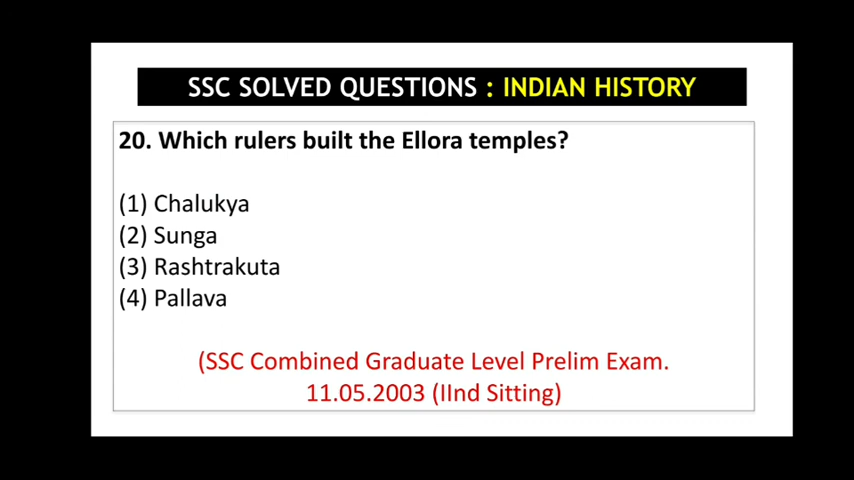 SSC SOLVED QUESTIONS : INDIAN HISTORY
20. Which rulers built the Ellora temples?
(1) Chalukya
(2) Sunga
(3) Rashtrakuta
(4) Pallava
(SSC Combined Graduate Level Prelim Exam.
11.05.2003 (IInd Sitting)